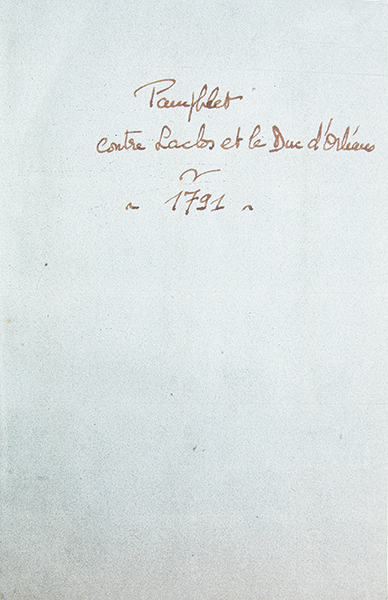 Pamphlet
contre Laclos et le Duc d'Orléans
~
~ 1791 ~